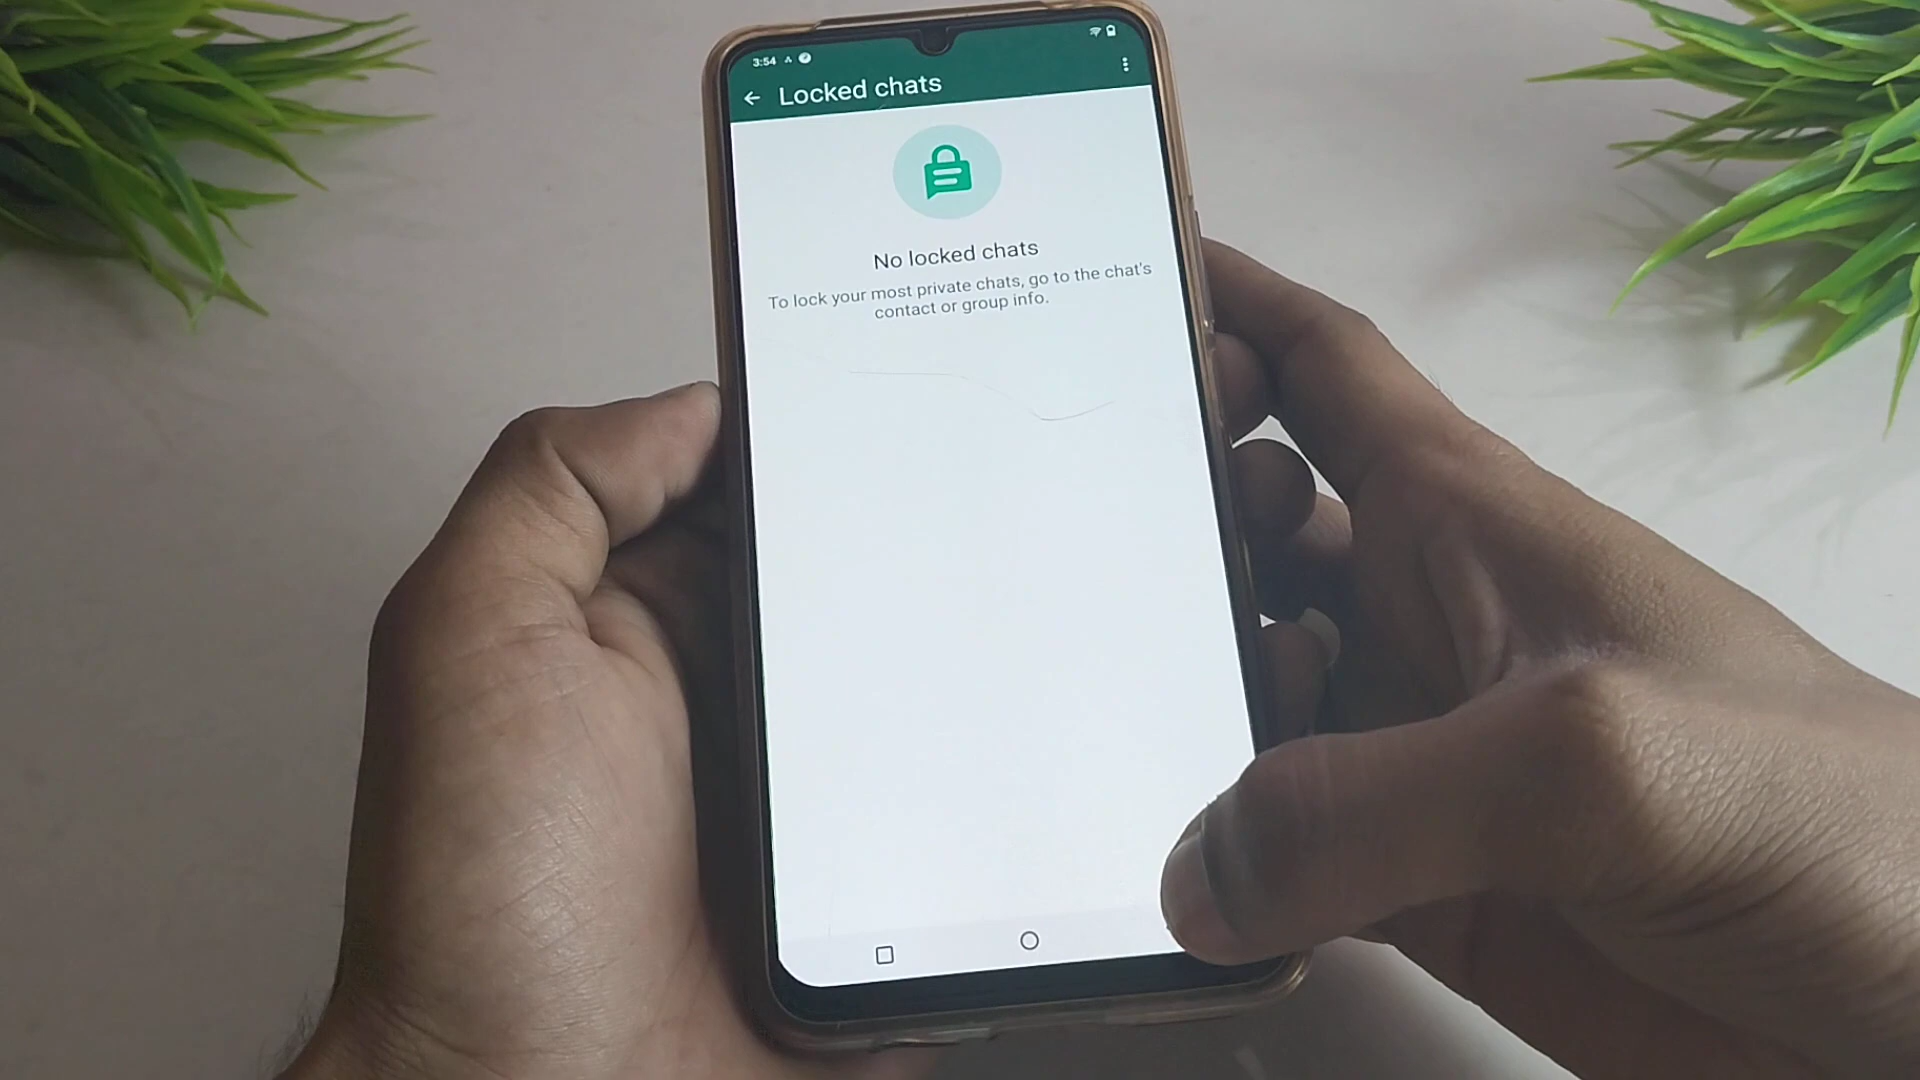 3:54
Locked chats
No locked chats
To lock your most private chats, go to the chat's
contact or group info.